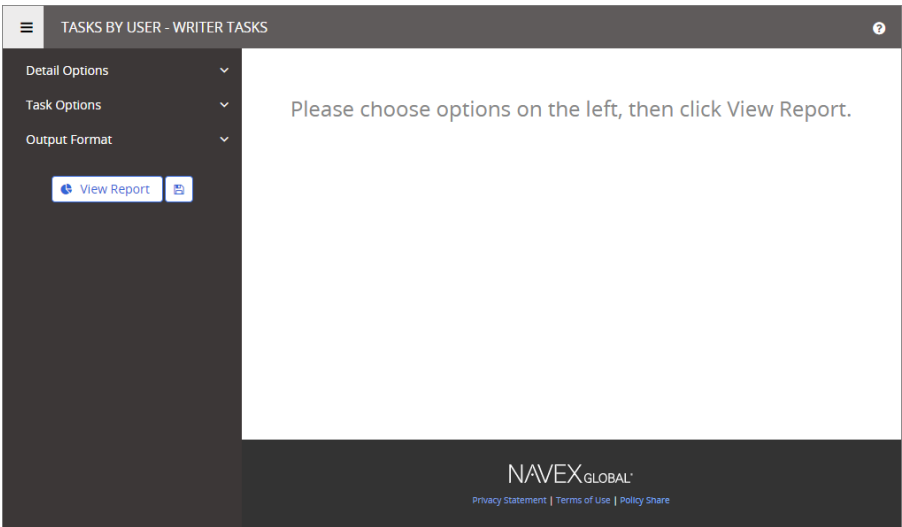 TASKS BY USER - WRITER TASKS
Detail Options
Task Options
Output Format
View Report
Please choose options on the left, then click View Report.
NAVEX GLOBAL®
Privacy Statement | Terms of Use | Policy Share